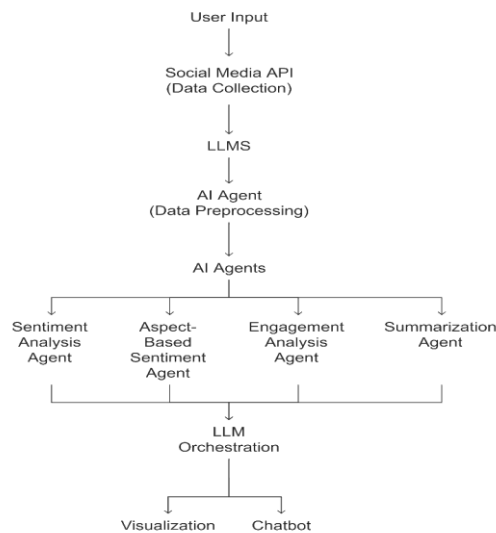 User Input
Social Media API
(Data Collection)
LLMS
AI Agent
(Data Preprocessing)
AI Agents
Sentiment
Analysis
Agent
Aspect-
Based
Sentiment
Agent
Engagement
Analysis
Agent
Summarization
Agent
LLM
Orchestration
Visualization
Chatbot